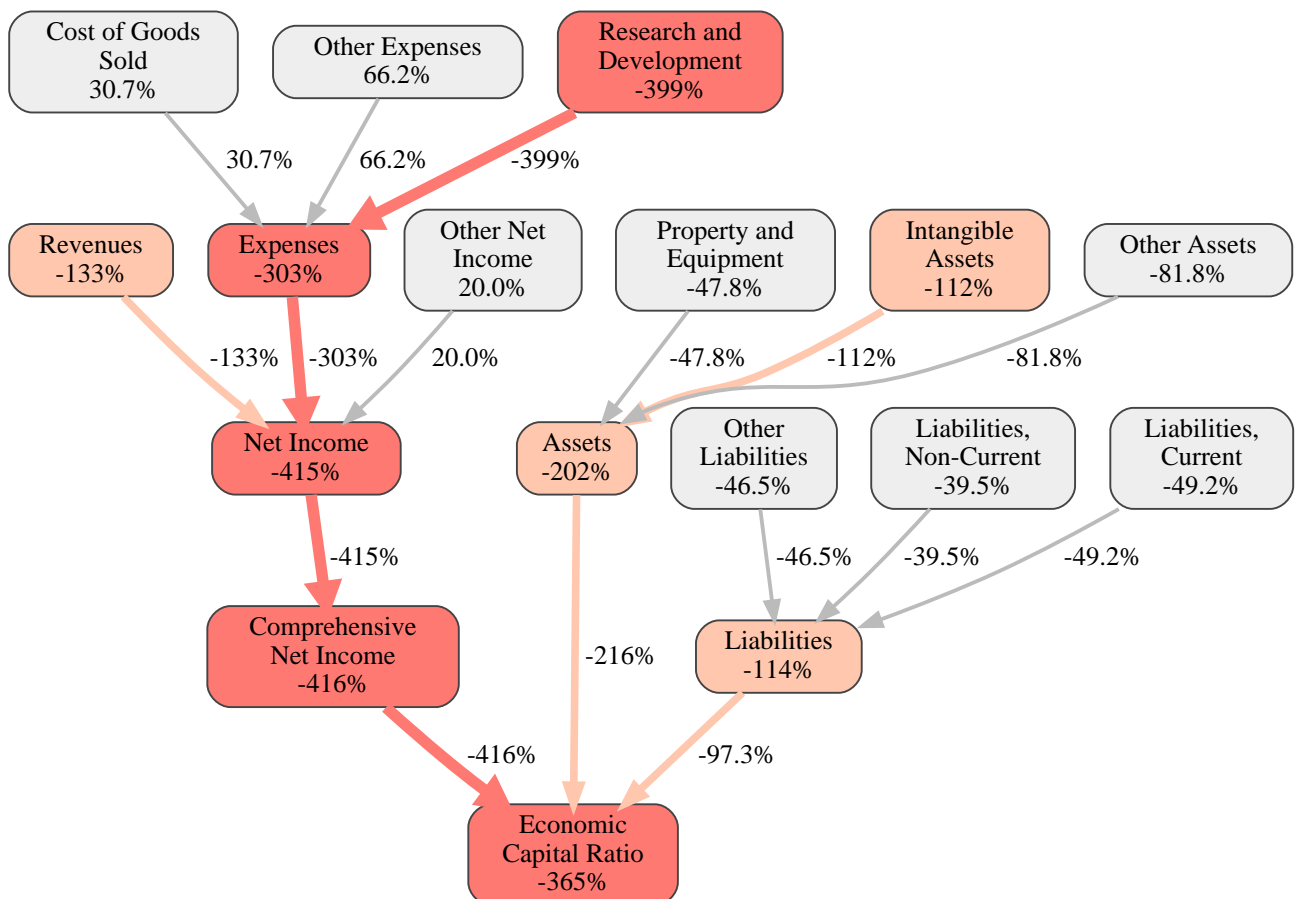 Cost of Goods
Sold
30.7%
Other Expenses
66.2%
Research and
Development
-399%
30.7%
66.2%
-399%
Revenues
-133%
Expenses
-303%
Other Net
Income
20.0%
Property and
Equipment
-47.8%
Intangible
Assets
-112%
Other Assets
-81.8%
-133%
-303%
20.0%
-47.8%
-112%
-81.8%
Net Income
-415%
Assets
-202%
Other
Liabilities
-46.5%
Liabilities,
Non-Current
-39.5%
Liabilities,
Current
-49.2%
-415%
-46.5%
-39.5%
-49.2%
Comprehensive
Net Income
-416%
-216%
Liabilities
-114%
-416%
-97.3%
Economic
Capital Ratio
-365%